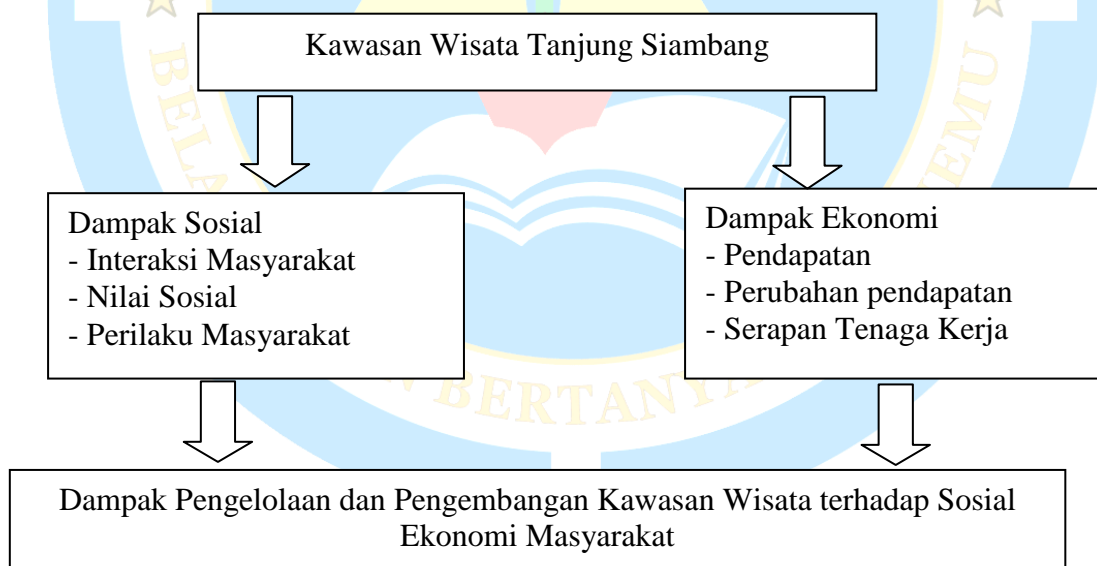 Kawasan Wisata Tanjung Siambang
Dampak Sosial
- Interaksi Masyarakat
- Nilai Sosial
- Perilaku Masyarakat
Dampak Ekonomi
- Pendapatan
- Perubahan pendapatan
- Serapan Tenaga Kerja
BERTANYA
Dampak Pengelolaan dan Pengembangan Kawasan Wisata terhadap Sosial
Ekonomi Masyarakat